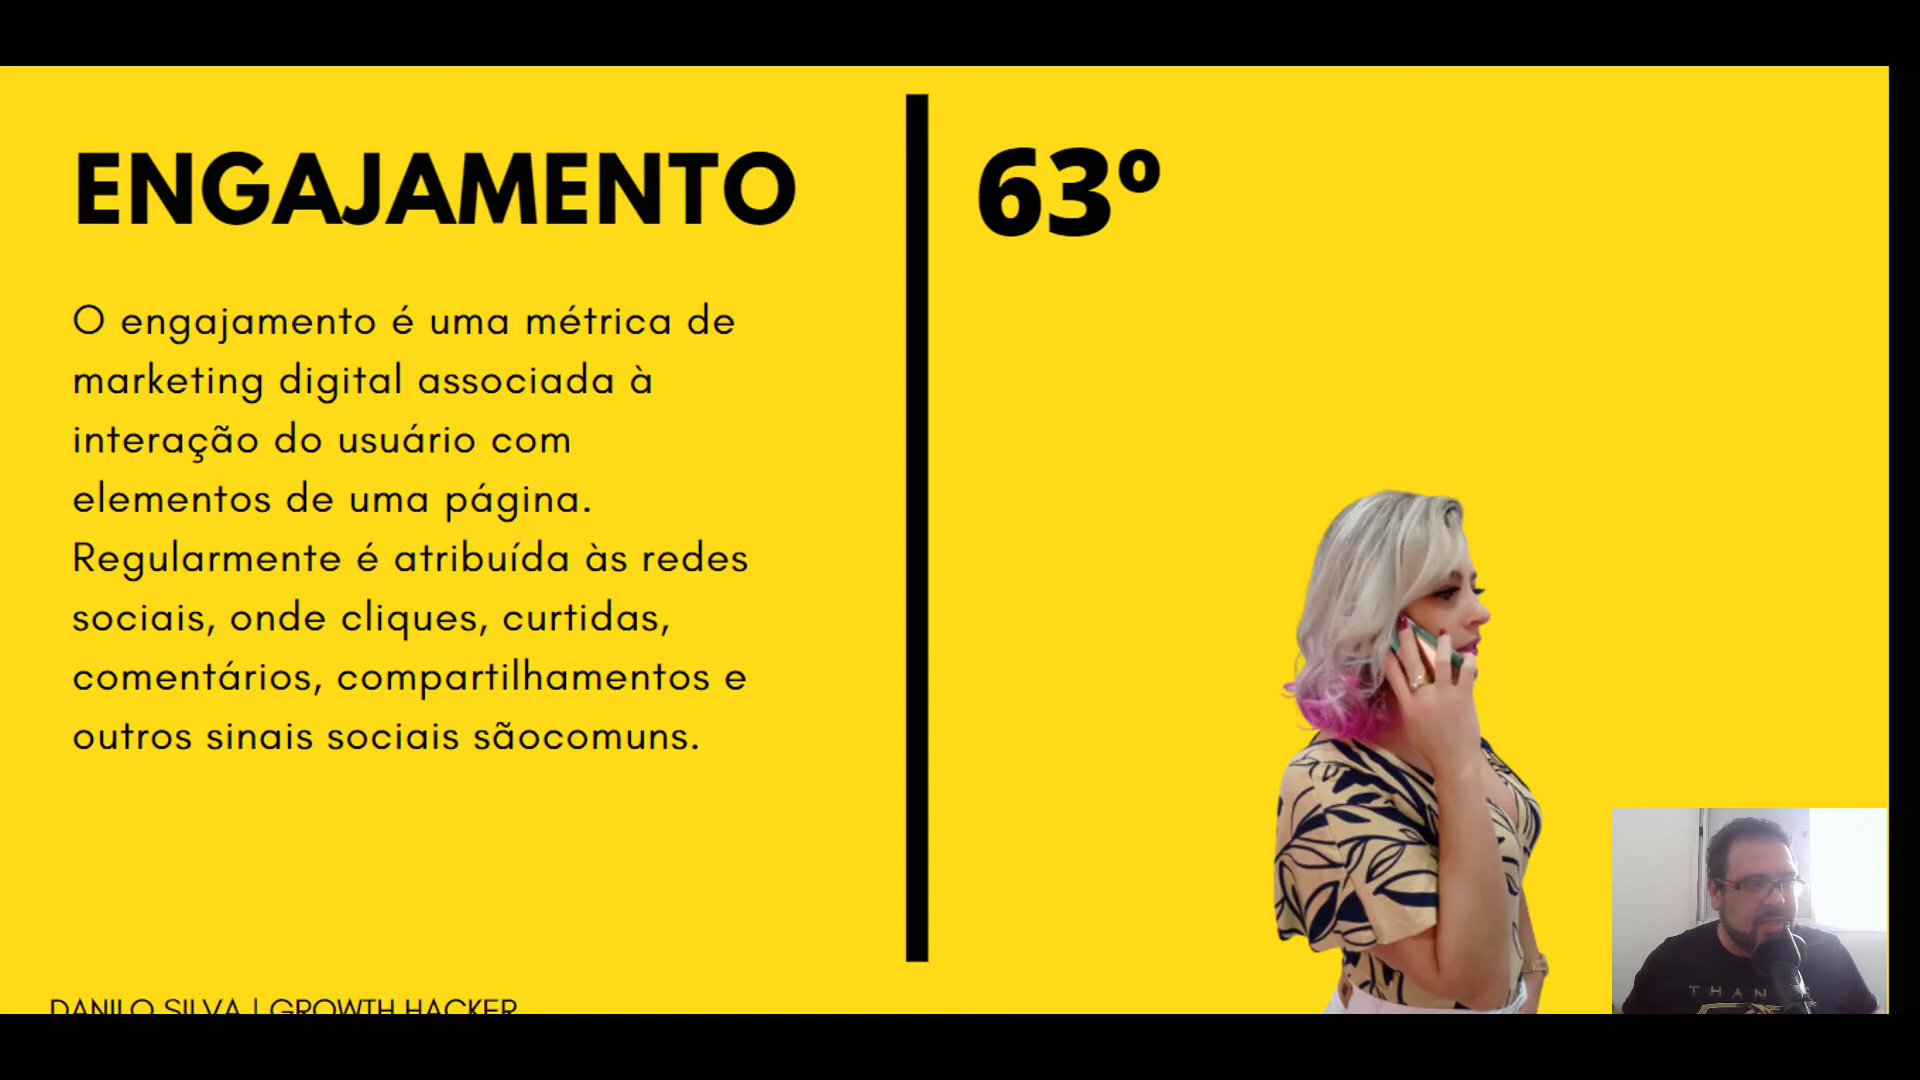 ENGAJAMENTO
O engajamento é uma métrica de
marketing digital associada à
interação do usuário com
elementos de uma página.
Regularmente é atribuída às redes
sociais, onde cliques, curtidas,
comentários, compartilhamentos e
outros sinais sociais sãocomuns.
DANILO SILVA | GROWTH HACKER
63º